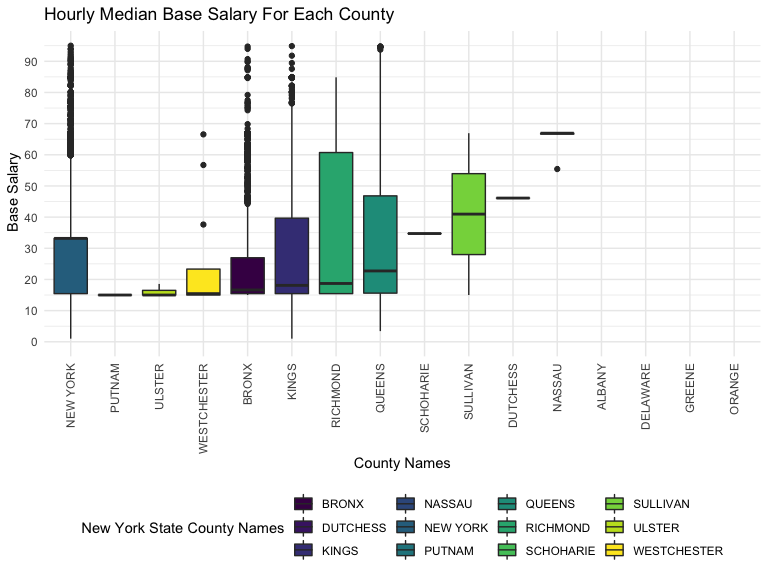 Hourly Median Base Salary For Each County
Base Salary
90
80
70
60
50
40
30
20
10
0
NEW YORK
PUTNAM
ULSTER
WESTCHESTER
BRONX
KINGS
RICHMOND
QUEENS
SCHOHARIE
SULLIVAN
DUTCHESS
NASSAU
ALBANY
DELAWARE
GREENE
ORANGE
County Names
New York State County Names
BRONX NASSAU QUEENS SULLIVAN
DUTCHESS NEW YORK RICHMOND ULSTER
KINGS PUTNAM SCHOHARIE WESTCHESTER